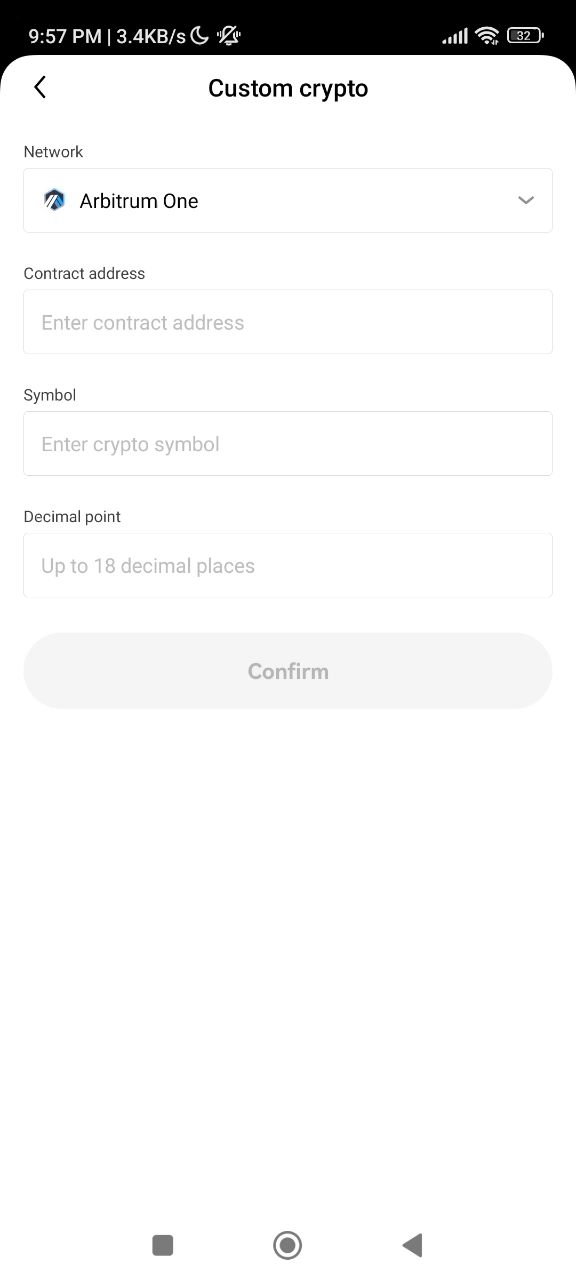 9:57 PM | 3.4KB/s
32
Custom crypto
Network
Arbitrum One
Contract address
Enter contract address
Symbol
Enter crypto symbol
Decimal point
Up to 18 decimal places
Confirm